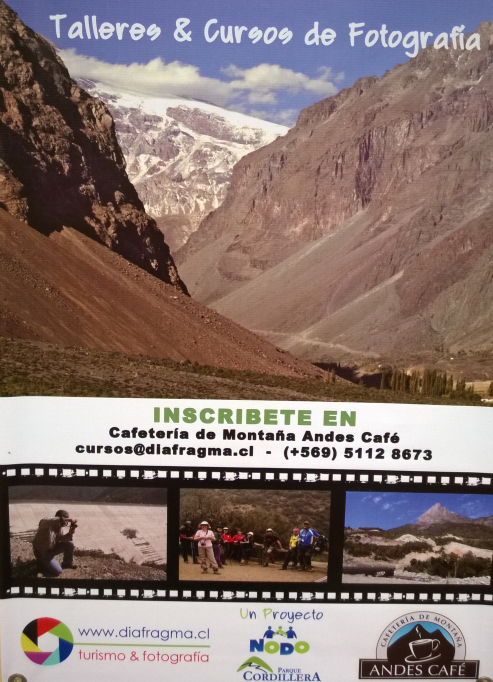 Talleres & Cursos de Fotografía
INSCRIBETE EN
Cafetería de Montaña Andes Café
cursos@diafragma.cl - (+569) 5112 8673
www.diafragma.cl
turismo & fotografía
Un Proyecto
NODO
PARQUE
CORDILLERA
CAFETERÍA DE MONTAÑA
ANDES CAFÉ